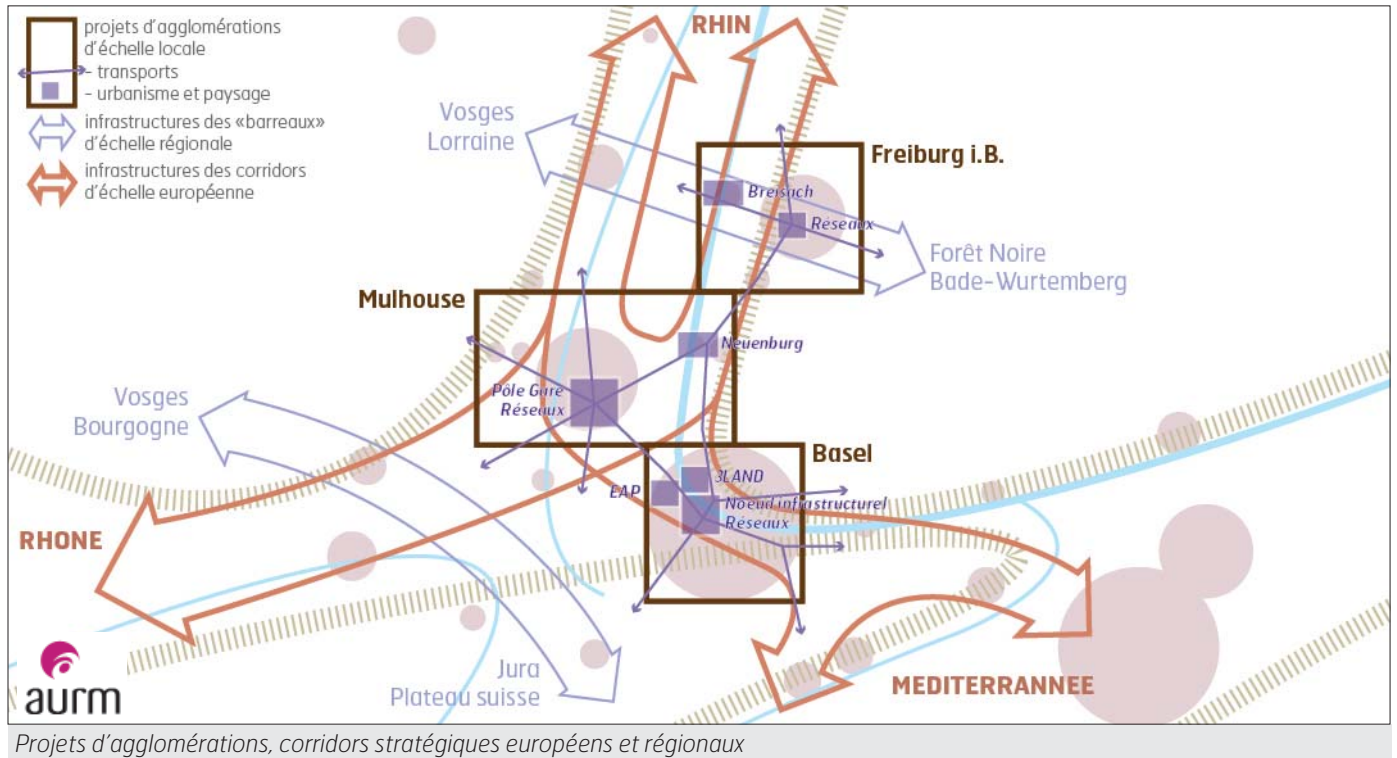 projets d'agglomérations
d'échelle locale
- transports
- urbanisme et paysage
infrastructures des «barreaux»
d'échelle régionale
infrastructures des corridors
d'échelle européenne
RHIN
Vosges
Lorraine
Freiburg i.B.
Breisach
Réseaux
Forêt Noire
Bade-Wurtemberg
Mulhouse
Neuenburg
Pôle Gare
Réseaux
Vosges
Bourgogne
Basel
3LAND
EAP
Noeud infrastructurel
Réseaux
RHONE
Jura
Plateau suisse
MEDITERRANNEE
aurm
Projets d'agglomérations, corridors stratégiques européens et régionaux